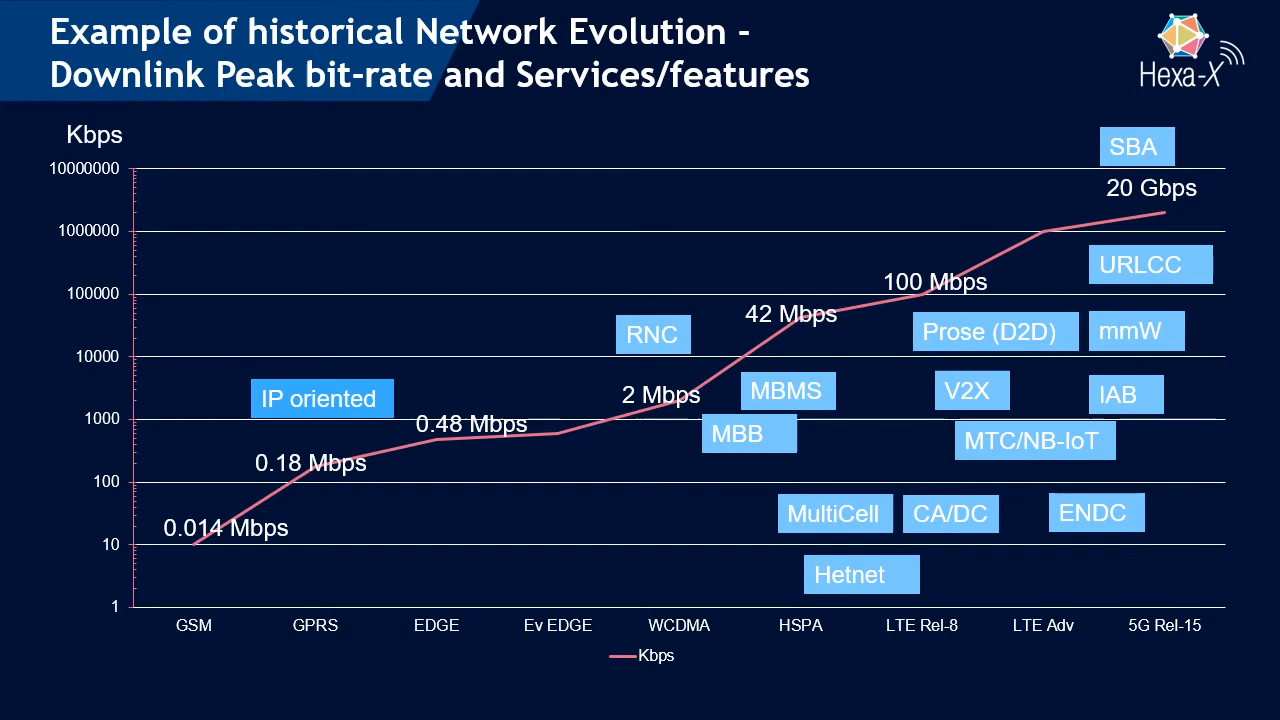 Example of historical Network Evolution -
Downlink Peak bit-rate and Services/features
Hexa-X
Kbps
SBA
10000000
20 Gbps
1000000
URLCC
100000
100 Mbps
42 Mbps
RNC
Prose (D2D)
mmW
10000
IP oriented
2 Mbps
MBMS
V2X
IAB
1000
0.48 Mbps
MBB
MTC/NB-IoT
0.18 Mbps
100
MultiCell
CA/DC
ENDC
0.014 Mbps
10
Hetnet
1
GSM
GPRS
EDGE
Ev EDGE
WCDMA
HSPA
LTE Rel-8
LTE Adv
5G Rel-15
Kbps